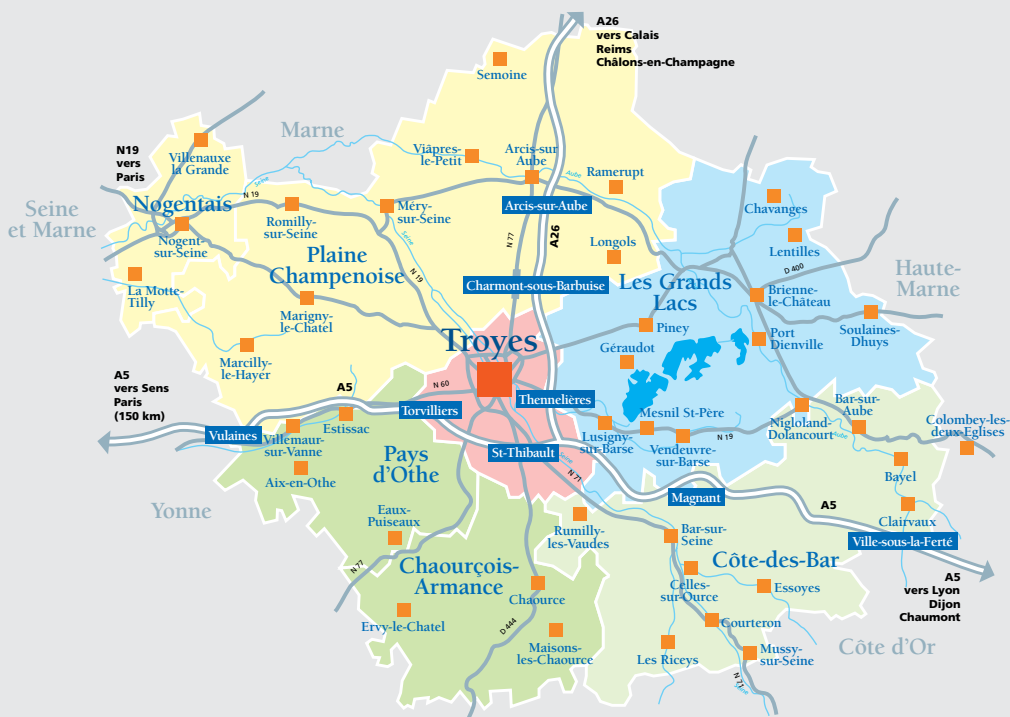 A26
vers Calais
Reims
Châlons-en-Champagne
Semoine
Marne
N19
vers
Paris
Villenauxe
la Grande
Viâpres-
le-Petit
Arcis-sur
Aube
Aube
Ramerupt
Seine
N 19
Nogentais
Seine
et Marne
Romilly-
sur-Seine
Méry-
sur-Seine
Arcis-sur-Aube
Chavanges
Nogent-
sur-Seine
Seine
N 77
A26
Longols
Lentilles
Plaine
Champenoise
N 19
D 400
La Motte-
Tilly
Charmont-sous-Barbuise
Les Grands
Lacs
Brienne-
le-Château
Haute-
Marne
Marigny-
le-Chatel
Piney
Port
Dienville
Soulaines-
Dhuys
Troyes
Géraudot
Marcilly-
le-Hayer
A5
vers Sens
Paris
(150 km)
A5
N 60
Torvilliers
Thennelières
Mesnil St-Père
Bar-sur-
Aube
Nigloland-
Dolancourt
Aube
Colombey-les-
deux-Eglises
Vulaines
Villemaur-
sur-Vanne
Estissac
Lusigny-
sur-Barse
Vendeuvre-
sur-Barse
N 19
St-Thibault
Seine
N 71
Pays
d'Othe
Aix-en-Othe
Bayel
Magnant
A5
Yonne
Eaux-
Puiseaux
Rumilly-
les-Vaudes
Bar-sur-
Seine
Clairvaux
Ville-sous-la-Ferté
N 77
Chaourçois-
Armance
Côte-des-Bar
Celles-
sur-Ource
Essoyes
A5
vers Lyon
Dijon
Chaumont
Chaource
Ervy-le-Chatel
D 444
Courteron
Maisons-
les-Chaource
Les Riceys
Mussy-
sur-Seine
Côte d'Or
N 71
Seine